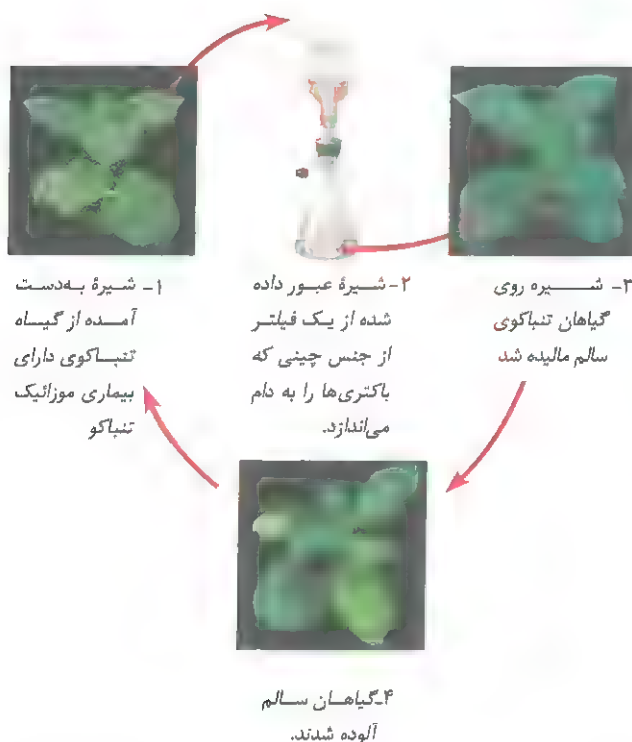 ۱- شیرهٔ به‌دست
آمده از گیاه
تنباکوی دارای
بیماری موزائیک
تنباکو
۲- شیرهٔ عبور داده
شده از یک فیلتر
از جنس چینی که
باکتری‌ها را به دام
می‌اندازد.
۳- شیره روی
گیاهان تنباکوی
سالم مالیده شد
۴ـ گیاهان سالم
آلوده شدند.